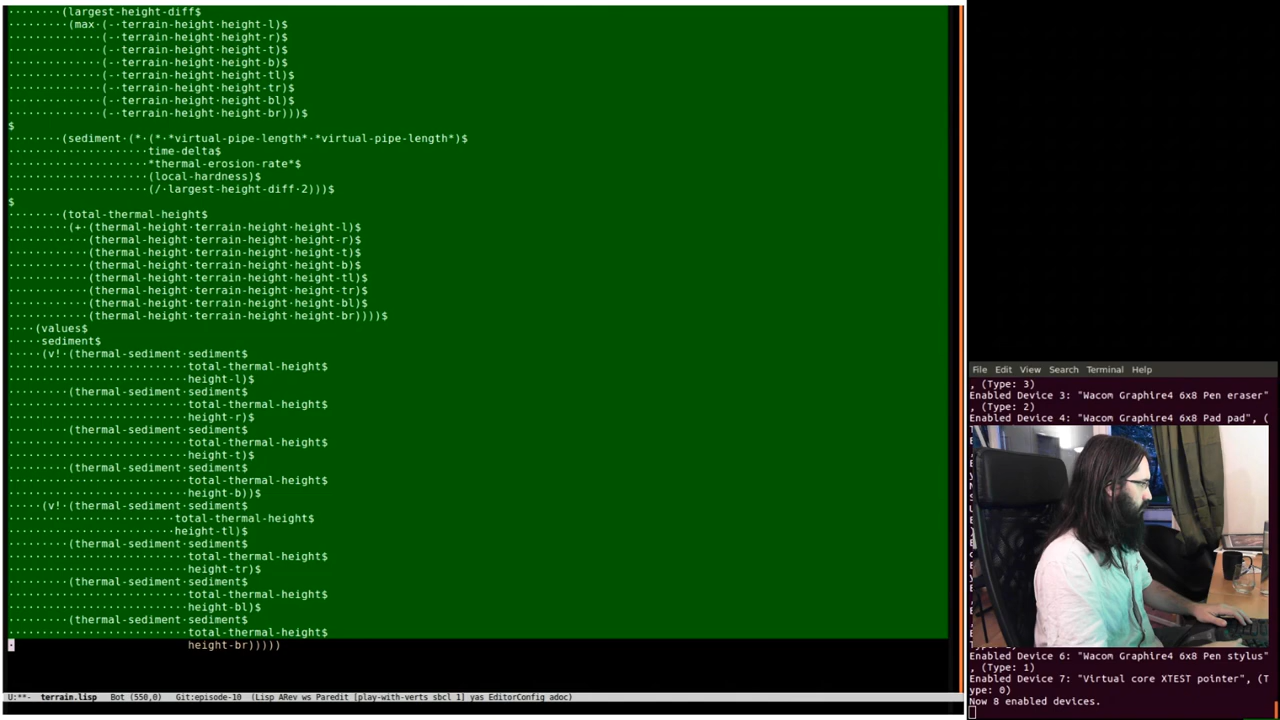 ········(largest-height-diff$
·········(max·(-·terrain-height·height-l)$
··············(-·terrain-height·height-r)$
··············(-·terrain-height·height-t)$
··············(-·terrain-height·height-b)$
··············(-·terrain-height·height-tl)$
··············(-·terrain-height·height-tr)$
··············(-·terrain-height·height-bl)$
··············(-·terrain-height·height-br)))$
$
········(sediment·(*·(*·*virtual-pipe-length*·*virtual-pipe-length*)$
·····················time-delta$
·····················*thermal-erosion-rate*$
·····················(local-hardness)$
·····················(/·largest-height-diff·2)))$
$
········(total-thermal-height$
·········(+·(thermal-height·terrain-height·height-l)$
············(thermal-height·terrain-height·height-r)$
············(thermal-height·terrain-height·height-t)$
············(thermal-height·terrain-height·height-b)$
············(thermal-height·terrain-height·height-tl)$
············(thermal-height·terrain-height·height-tr)$
············(thermal-height·terrain-height·height-bl)$
············(thermal-height·terrain-height·height-br))))$
····(values$
·····sediment$
·····(v!·(thermal-sediment·sediment$
···························total-thermal-height$
···························height-l)$
·········(thermal-sediment·sediment$
···························total-thermal-height$
···························height-r)$
·········(thermal-sediment·sediment$
···························total-thermal-height$
···························height-t)$
·········(thermal-sediment·sediment$
···························total-thermal-height$
···························height-b))$
·····(v!·(thermal-sediment·sediment$
·························total-thermal-height$
·························height-tl)$
·········(thermal-sediment·sediment$
···························total-thermal-height$
···························height-tr)$
·········(thermal-sediment·sediment$
···························total-thermal-height$
···························height-bl)$
·········(thermal-sediment·sediment$
···························total-thermal-height$
·                          height-br)))))
U:**-  terrain.lisp   Bot (550,0)   Git:episode-10  (Lisp ARev ws Paredit [play-with-verts sbcl 1] yas EditorConfig adoc)
File Edit View Search Terminal Help
, (Type: 3)
Enabled Device 3: "Wacom Graphire4 6x8 Pen eraser"
, (Type: 2)
Enabled Device 4: "Wacom Graphire4 6x8 Pad pad", (
Enabled Device 6: "Wacom Graphire4 6x8 Pen stylus"
, (Type: 1)
Enabled Device 7: "Virtual core XTEST pointer", (T
ype: 0)
Now 8 enabled devices.